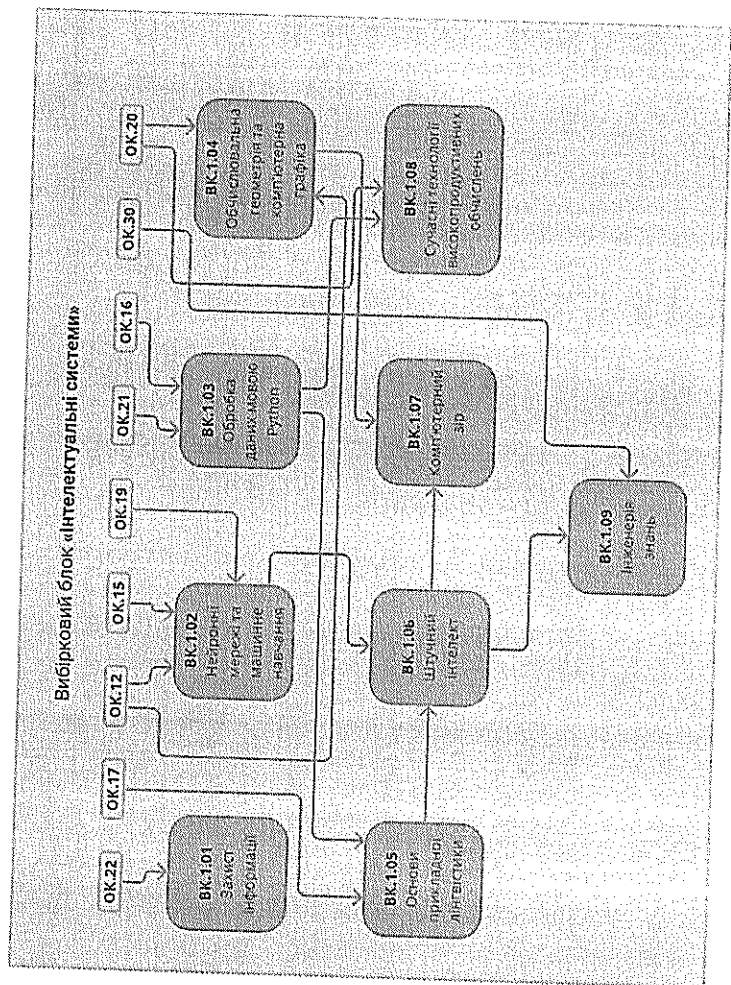 Вибірковий блок «Інтелектуальні системи»
ОК.22
ОК.17
ОК.12
ОК.15
ОК.19
ОК.21
ОК.16
ОК.30
ОК.20
ВК.1.01
Захист
інформації
ВК.1.02
Нейронні
мережі та
машинне
навчання
ВК.1.03
Обробка
даних мовою
Python
ВК.1.04
Обчислювальна
геометрія та
комп'ютерна
графіка
ВК.1.05
Основи
прикладної
лінгвістики
ВК.1.06
Штучний
інтелект
ВК.1.07
Комп'ютерний
зір
ВК.1.08
Сучасні технології
високопродуктивних
обчислень
ВК.1.09
Інженерія
знань